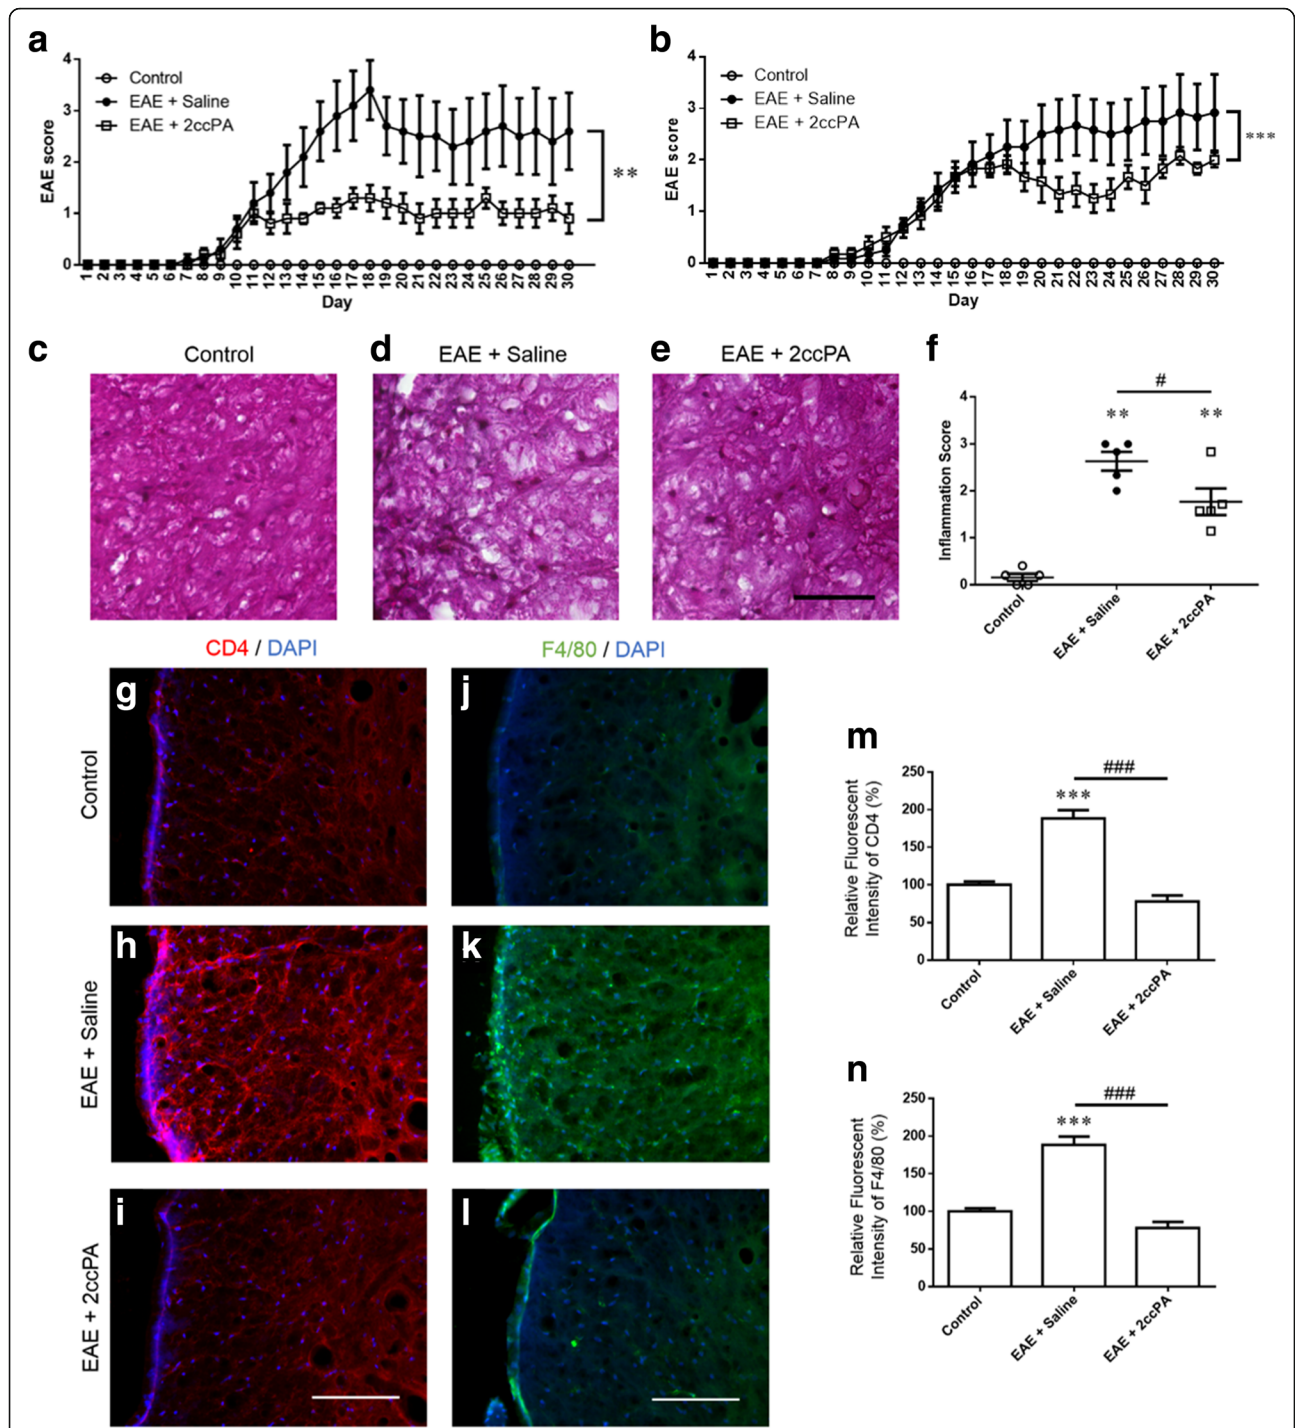 a
4
3
2
1
0
EAE score
Control
EAE + Saline
EAE + 2ccPA
**
1 2 3 4 5 6 7 8 9 10 11 12 13 14 15 16 17 18 19 20 21 22 23 24 25 26 27 28 29 30
Day
b
4
3
2
1
0
EAE score
Control
EAE + Saline
EAE + 2ccPA
***
1 2 3 4 5 6 7 8 9 10 11 12 13 14 15 16 17 18 19 20 21 22 23 24 25 26 27 28 29 30
Day
c
Control
d
EAE + Saline
e
EAE + 2ccPA
f
4
3
2
1
0
Inflammation Score
#
**
**
Control
EAE + Saline
EAE + 2ccPA
CD4 / DAPI
F4/80 / DAPI
Control
g
j
EAE + Saline
h
k
EAE + 2ccPA
i
l
m
250
200
150
100
50
0
Relative Fluorescent
Intensity of CD4 (%)
###
***
Control
EAE + Saline
EAE + 2ccPA
n
250
200
150
100
50
0
Relative Fluorescent
Intensity of F4/80 (%)
###
***
Control
EAE + Saline
EAE + 2ccPA